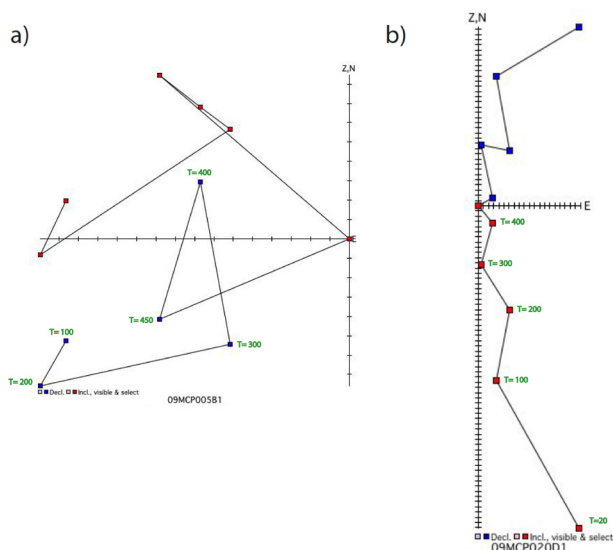 a)
Z,N
E
T= 400
T= 450
T= 300
T= 100
T= 200
Decl. Incl., visible & select
09MCP005B1
b)
Z,N
E
T= 400
T= 300
T= 200
T= 100
T=20
Decl. Incl., visible & select
09MCP020D1